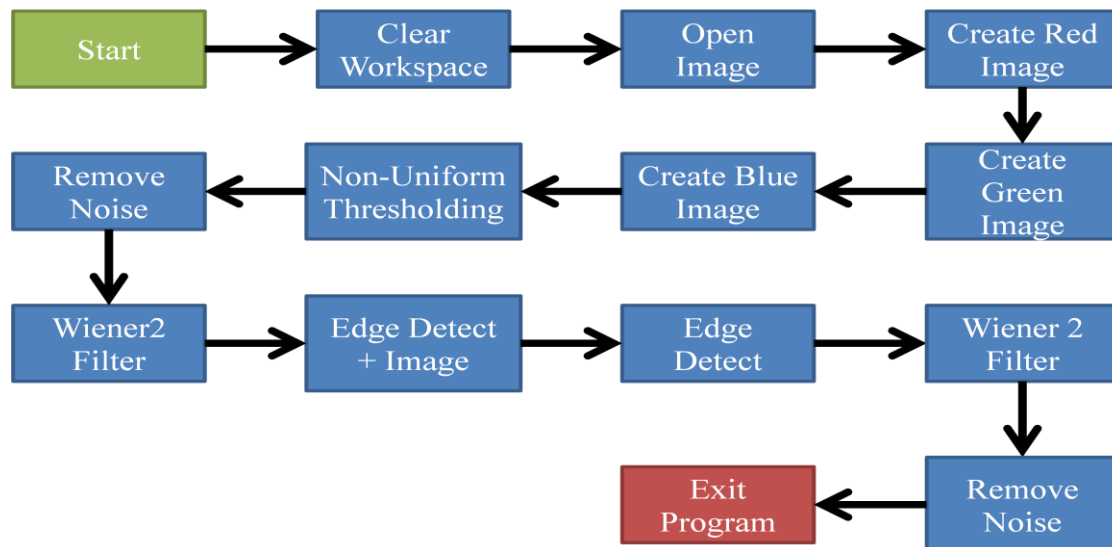 Start
Clear
Workspace
Open
Image
Create Red
Image
Create
Green
Image
Create Blue
Image
Non-Uniform
Thresholding
Remove
Noise
Wiener2
Filter
Edge Detect
+ Image
Edge
Detect
Wiener 2
Filter
Remove
Noise
Exit
Program